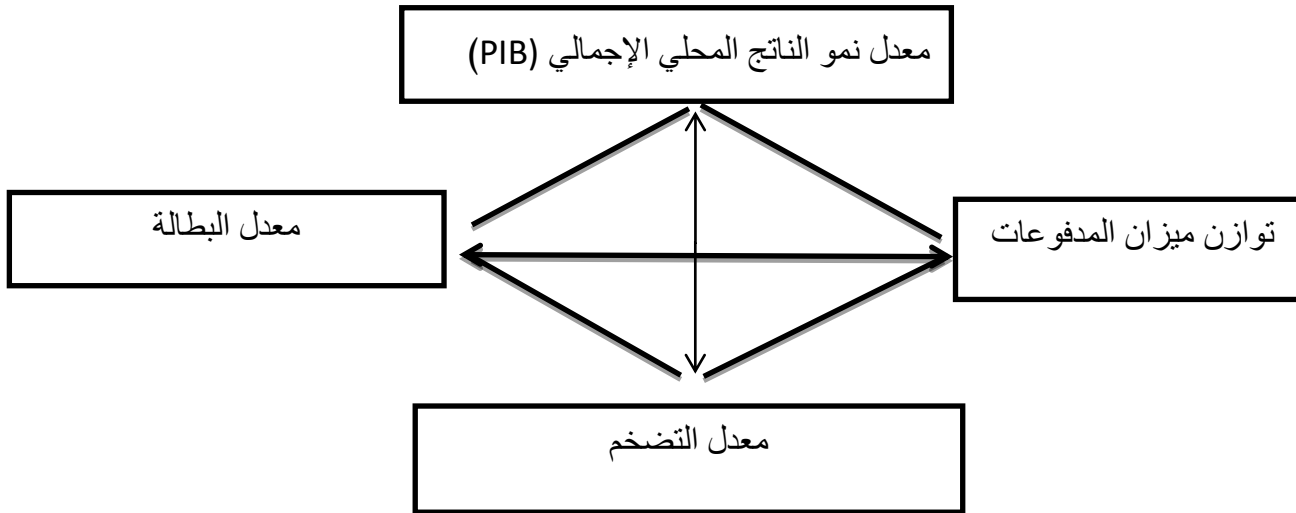 معدل نمو الناتج المحلي الإجمالي (PIB)
توازن ميزان المدفوعات
معدل البطالة
معدل التضخم